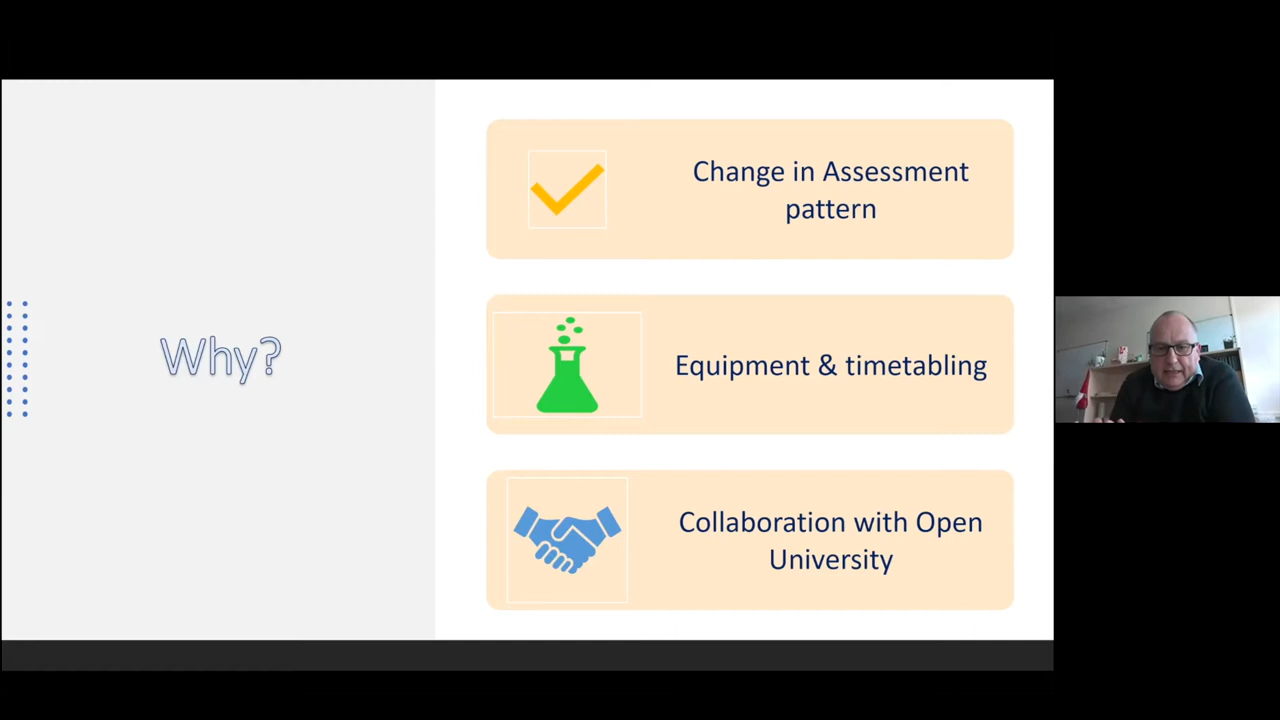 Why?
Change in Assessment
pattern
Equipment & timetabling
Collaboration with Open
University